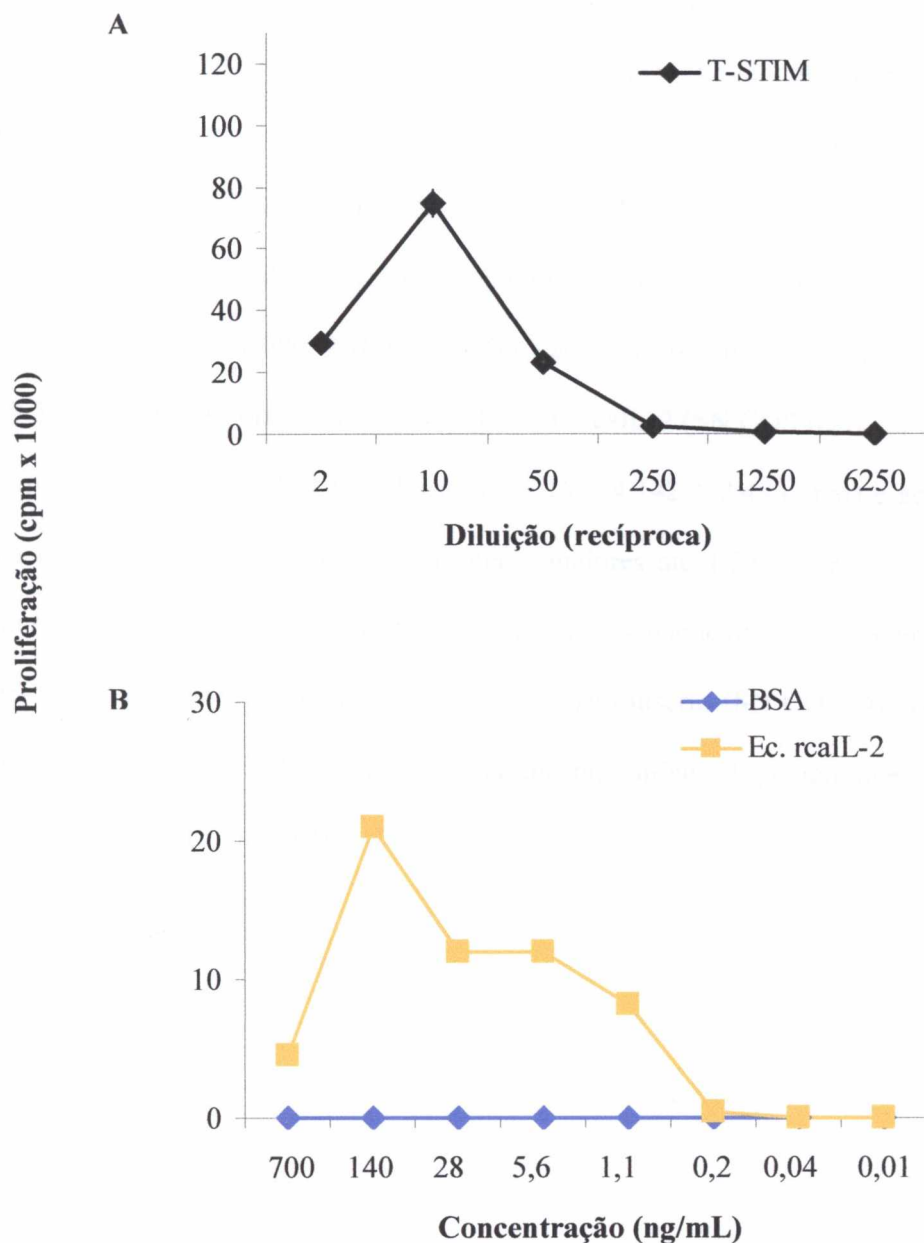 A
T-STIM
120
100
80
60
40
20
0
2 10 50 250 1250 6250
Diluição (recíproca)
Proliferação (cpm x 1000)
B
BSA
Ec. rcaIL-2
30
20
10
0
700 140 28 5,6 1,1 0,2 0,04 0,01
Concentração (ng/mL)